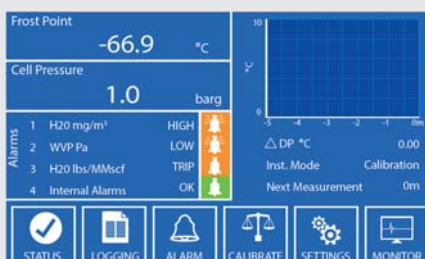 Frost Point
-66.9 °C
Cell Pressure
1.0 barg
Alarms
1 H20 mg/m³ HIGH
2 WVP Pa LOW
3 H20 lbs/MMscf TRIP
4 Internal Alarms OK
10
°C
0
-5 -4 -3 -2 -1 0m
△ DP °C 0.00
Inst. Mode Calibration
Next Measurement 0m
STATUS LOGGING ALARM CALIBRATE SETTINGS MONITOR